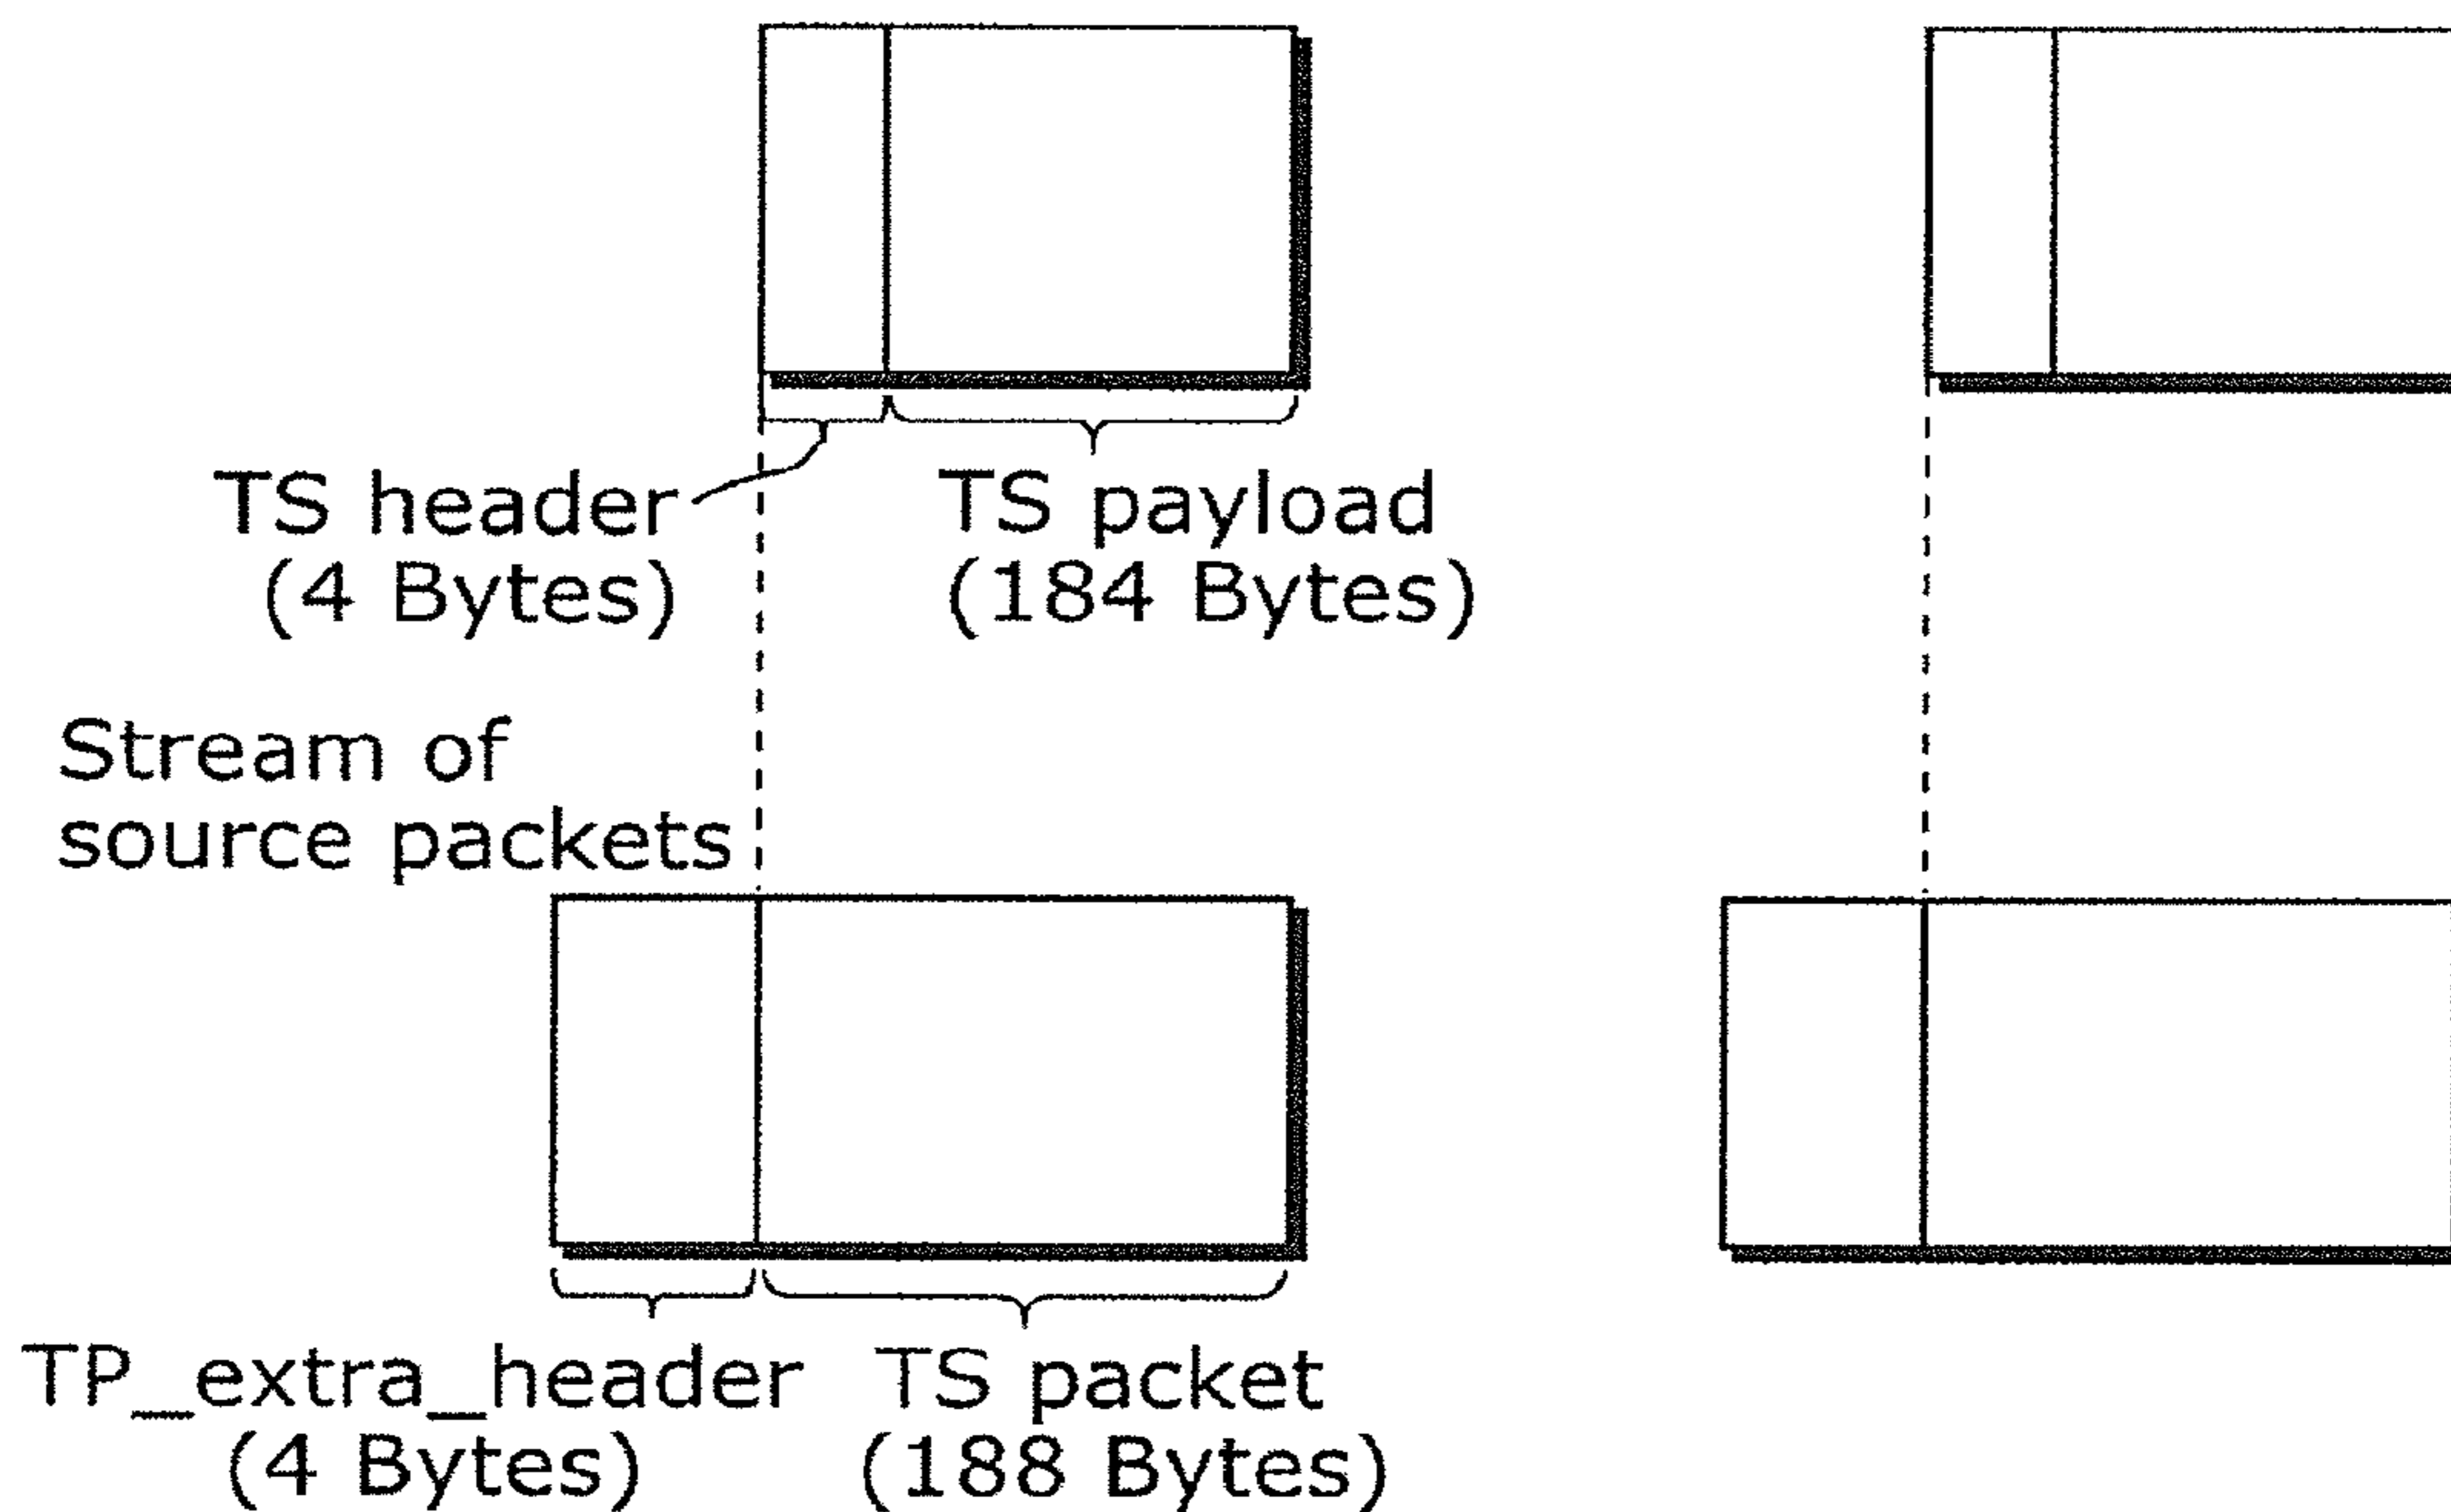 TS header
(4 Bytes)
TS payload
(184 Bytes)
Stream of
source packets
TP_extra_header
(4 Bytes)
TS packet
(188 Bytes)